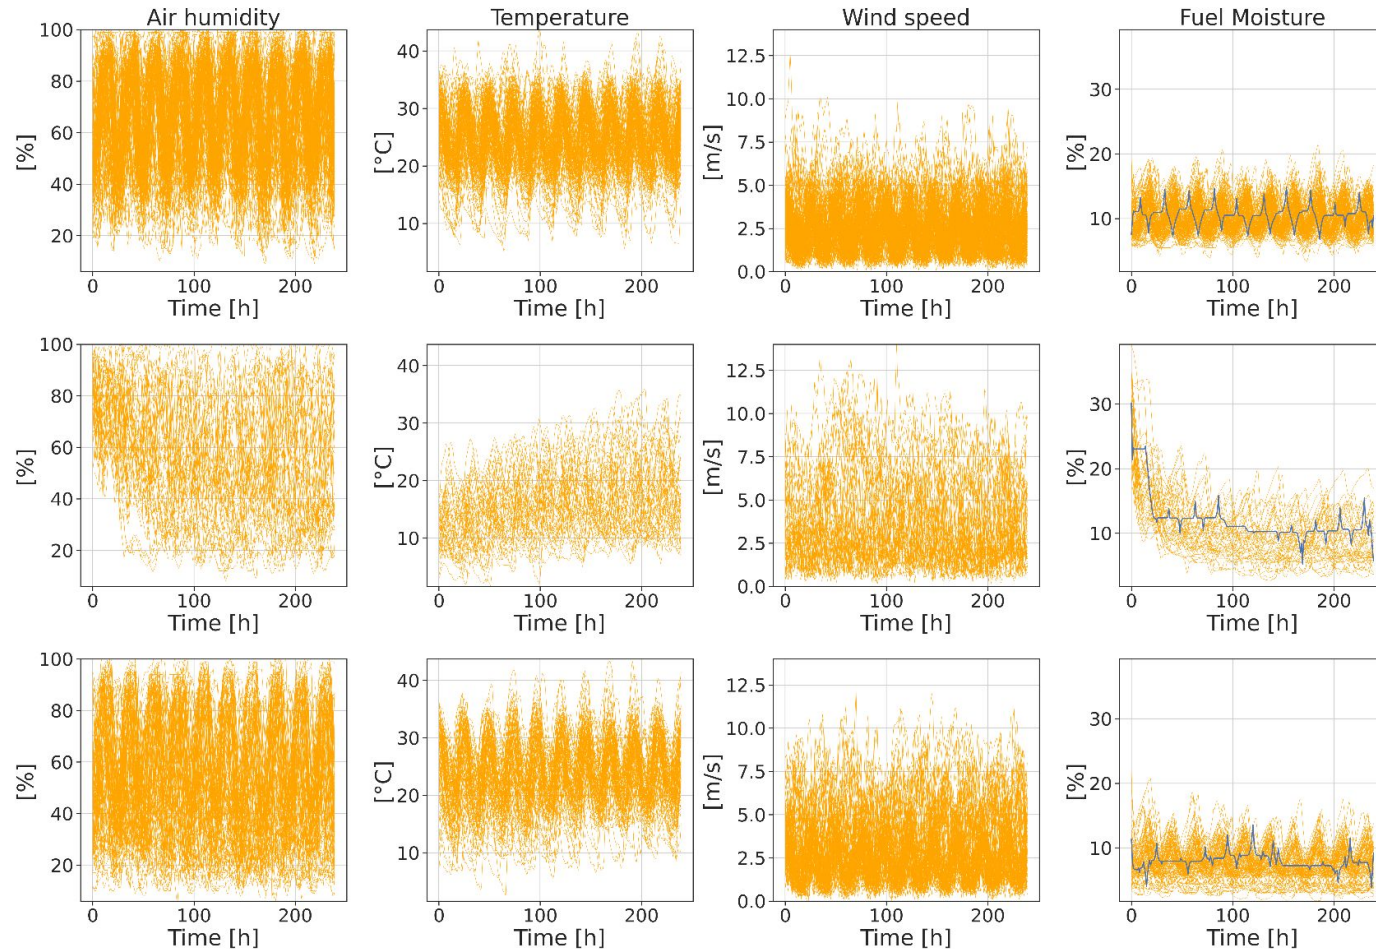 Air humidity Temperature Wind speed Fuel Moisture
100 80 60 40 20 [%] 0 100 200 Time [h]
40 30 20 10 [°C] 0 100 200 Time [h]
12.5 10.0 7.5 5.0 2.5 0.0 [m/s] 0 100 200 Time [h]
30 20 10 [%] 0 100 200 Time [h]
100 80 60 40 20 [%] 0 100 200 Time [h]
40 30 20 10 [°C] 0 100 200 Time [h]
12.5 10.0 7.5 5.0 2.5 0.0 [m/s] 0 100 200 Time [h]
30 20 10 [%] 0 100 200 Time [h]
100 80 60 40 20 [%] 0 100 200 Time [h]
40 30 20 10 [°C] 0 100 200 Time [h]
12.5 10.0 7.5 5.0 2.5 0.0 [m/s] 0 100 200 Time [h]
30 20 10 [%] 0 100 200 Time [h]